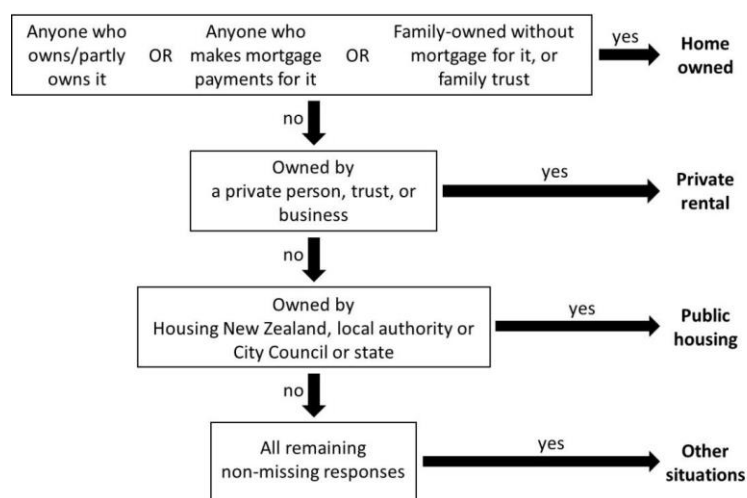 Anyone who
owns/partly
owns it
OR
Anyone who
makes mortgage
payments for it
OR
Family-owned without
mortgage for it, or
family trust
yes
Home
owned
no
Owned by
a private person, trust, or
business
yes
Private
rental
no
Owned by
Housing New Zealand, local authority or
City Council or state
yes
Public
housing
no
All remaining
non-missing responses
yes
Other
situations